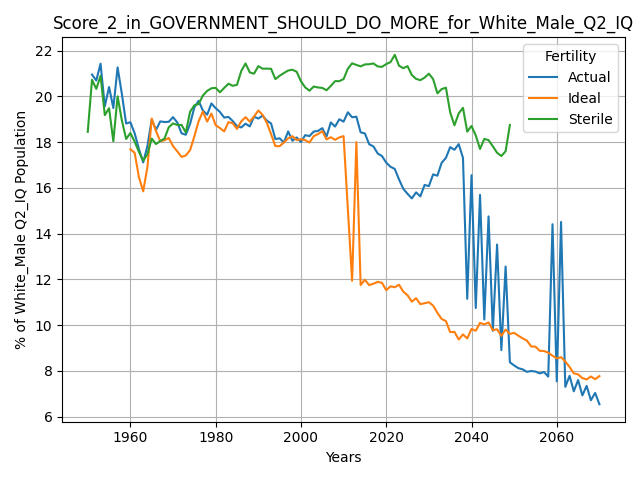 Score_2_in_GOVERNMENT_SHOULD_DO_MORE_for_White_Male_Q2_IQ
Fertility
Actual
Ideal
Sterile
% of White_Male Q2_IQ Population
22
20
18
16
14
12
10
8
6
1960
1980
2000
2020
2040
2060
Years